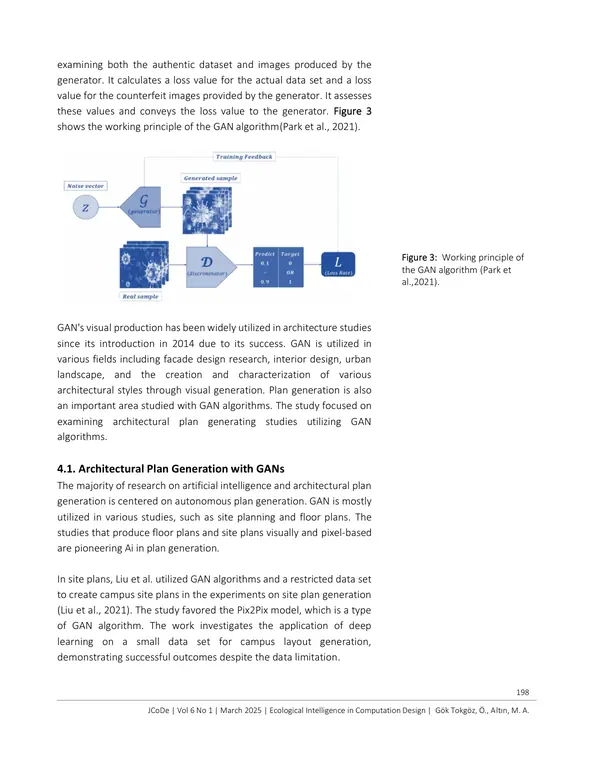 examining both the authentic dataset and images produced by the
generator. It calculates a loss value for the actual data set and a loss
value for the counterfeit images provided by the generator. It assesses
these values and conveys the loss value to the generator. Figure 3
shows the working principle of the GAN algorithm(Park et al., 2021).
Training Feedback
Noise vector
Generated sample
Z
G
(generator)
D
(discriminator)
Real sample
Predict Target
0.1 0
- OR
0.9 1
L
(Loss Rate)
Figure 3: Working principle of
the GAN algorithm (Park et
al.,2021).
GAN's visual production has been widely utilized in architecture studies
since its introduction in 2014 due to its success. GAN is utilized in
various fields including facade design research, interior design, urban
landscape, and the creation and characterization of various
architectural styles through visual generation. Plan generation is also
an important area studied with GAN algorithms. The study focused on
examining architectural plan generating studies utilizing GAN
algorithms.
4.1. Architectural Plan Generation with GANs
The majority of research on artificial intelligence and architectural plan
generation is centered on autonomous plan generation. GAN is mostly
utilized in various studies, such as site planning and floor plans. The
studies that produce floor plans and site plans visually and pixel-based
are pioneering Ai in plan generation.
In site plans, Liu et al. utilized GAN algorithms and a restricted data set
to create campus site plans in the experiments on site plan generation
(Liu et al., 2021). The study favored the Pix2Pix model, which is a type
of GAN algorithm. The work investigates the application of deep
learning on a small data set for campus layout generation,
demonstrating successful outcomes despite the data limitation.
198
JCoDe | Vol 6 No 1 | March 2025 | Ecological Intelligence in Computation Design | Gök Tokgöz, Ö., Altın, M. A.